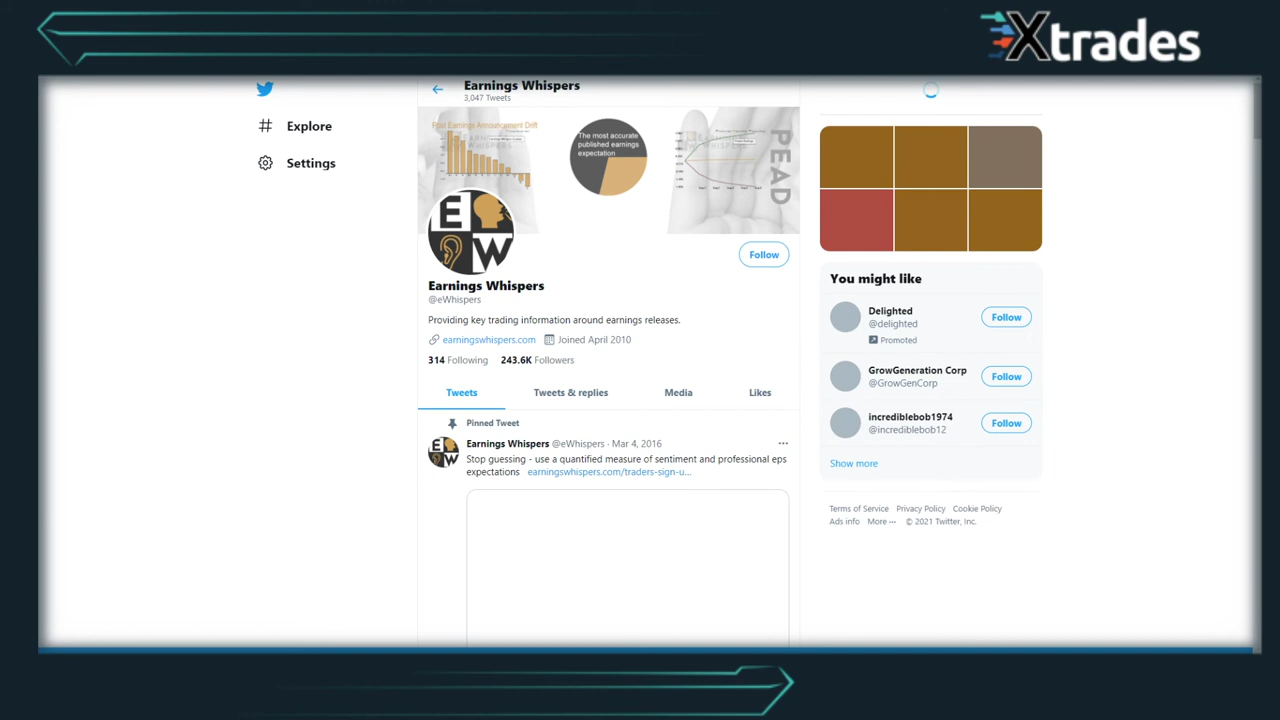 Xtrades
Earnings Whispers
3,047 Tweets
Explore
Settings
Post Earnings Announcement Drift
The most accurate
published earnings
expectation
PEAD
E
W
Follow
Earnings Whispers
@eWhispers
Providing key trading information around earnings releases.
earningswhispers.com Joined April 2010
314 Following 243.6K Followers
Tweets Tweets & replies Media Likes
Pinned Tweet
Earnings Whispers @eWhispers · Mar 4, 2016
Stop guessing - use a quantified measure of sentiment and professional eps
expectations earningswhispers.com/traders-sign-u...
You might like
Delighted
@delighted
Promoted
Follow
GrowGeneration Corp
@GrowGenCorp
Follow
incrediblebob1974
@incrediblebob12
Follow
Show more
Terms of Service Privacy Policy Cookie Policy
Ads info More ··· © 2021 Twitter, Inc.